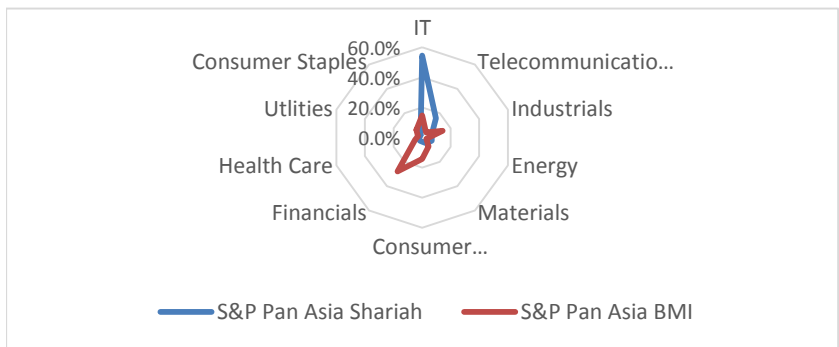 IT
60.0%
Consumer Staples
Telecommunicatio...
40.0%
Utlities
20.0%
Industrials
0.0%
Health Care
Energy
Financials
Materials
Consumer...
S&P Pan Asia Shariah
S&P Pan Asia BMI